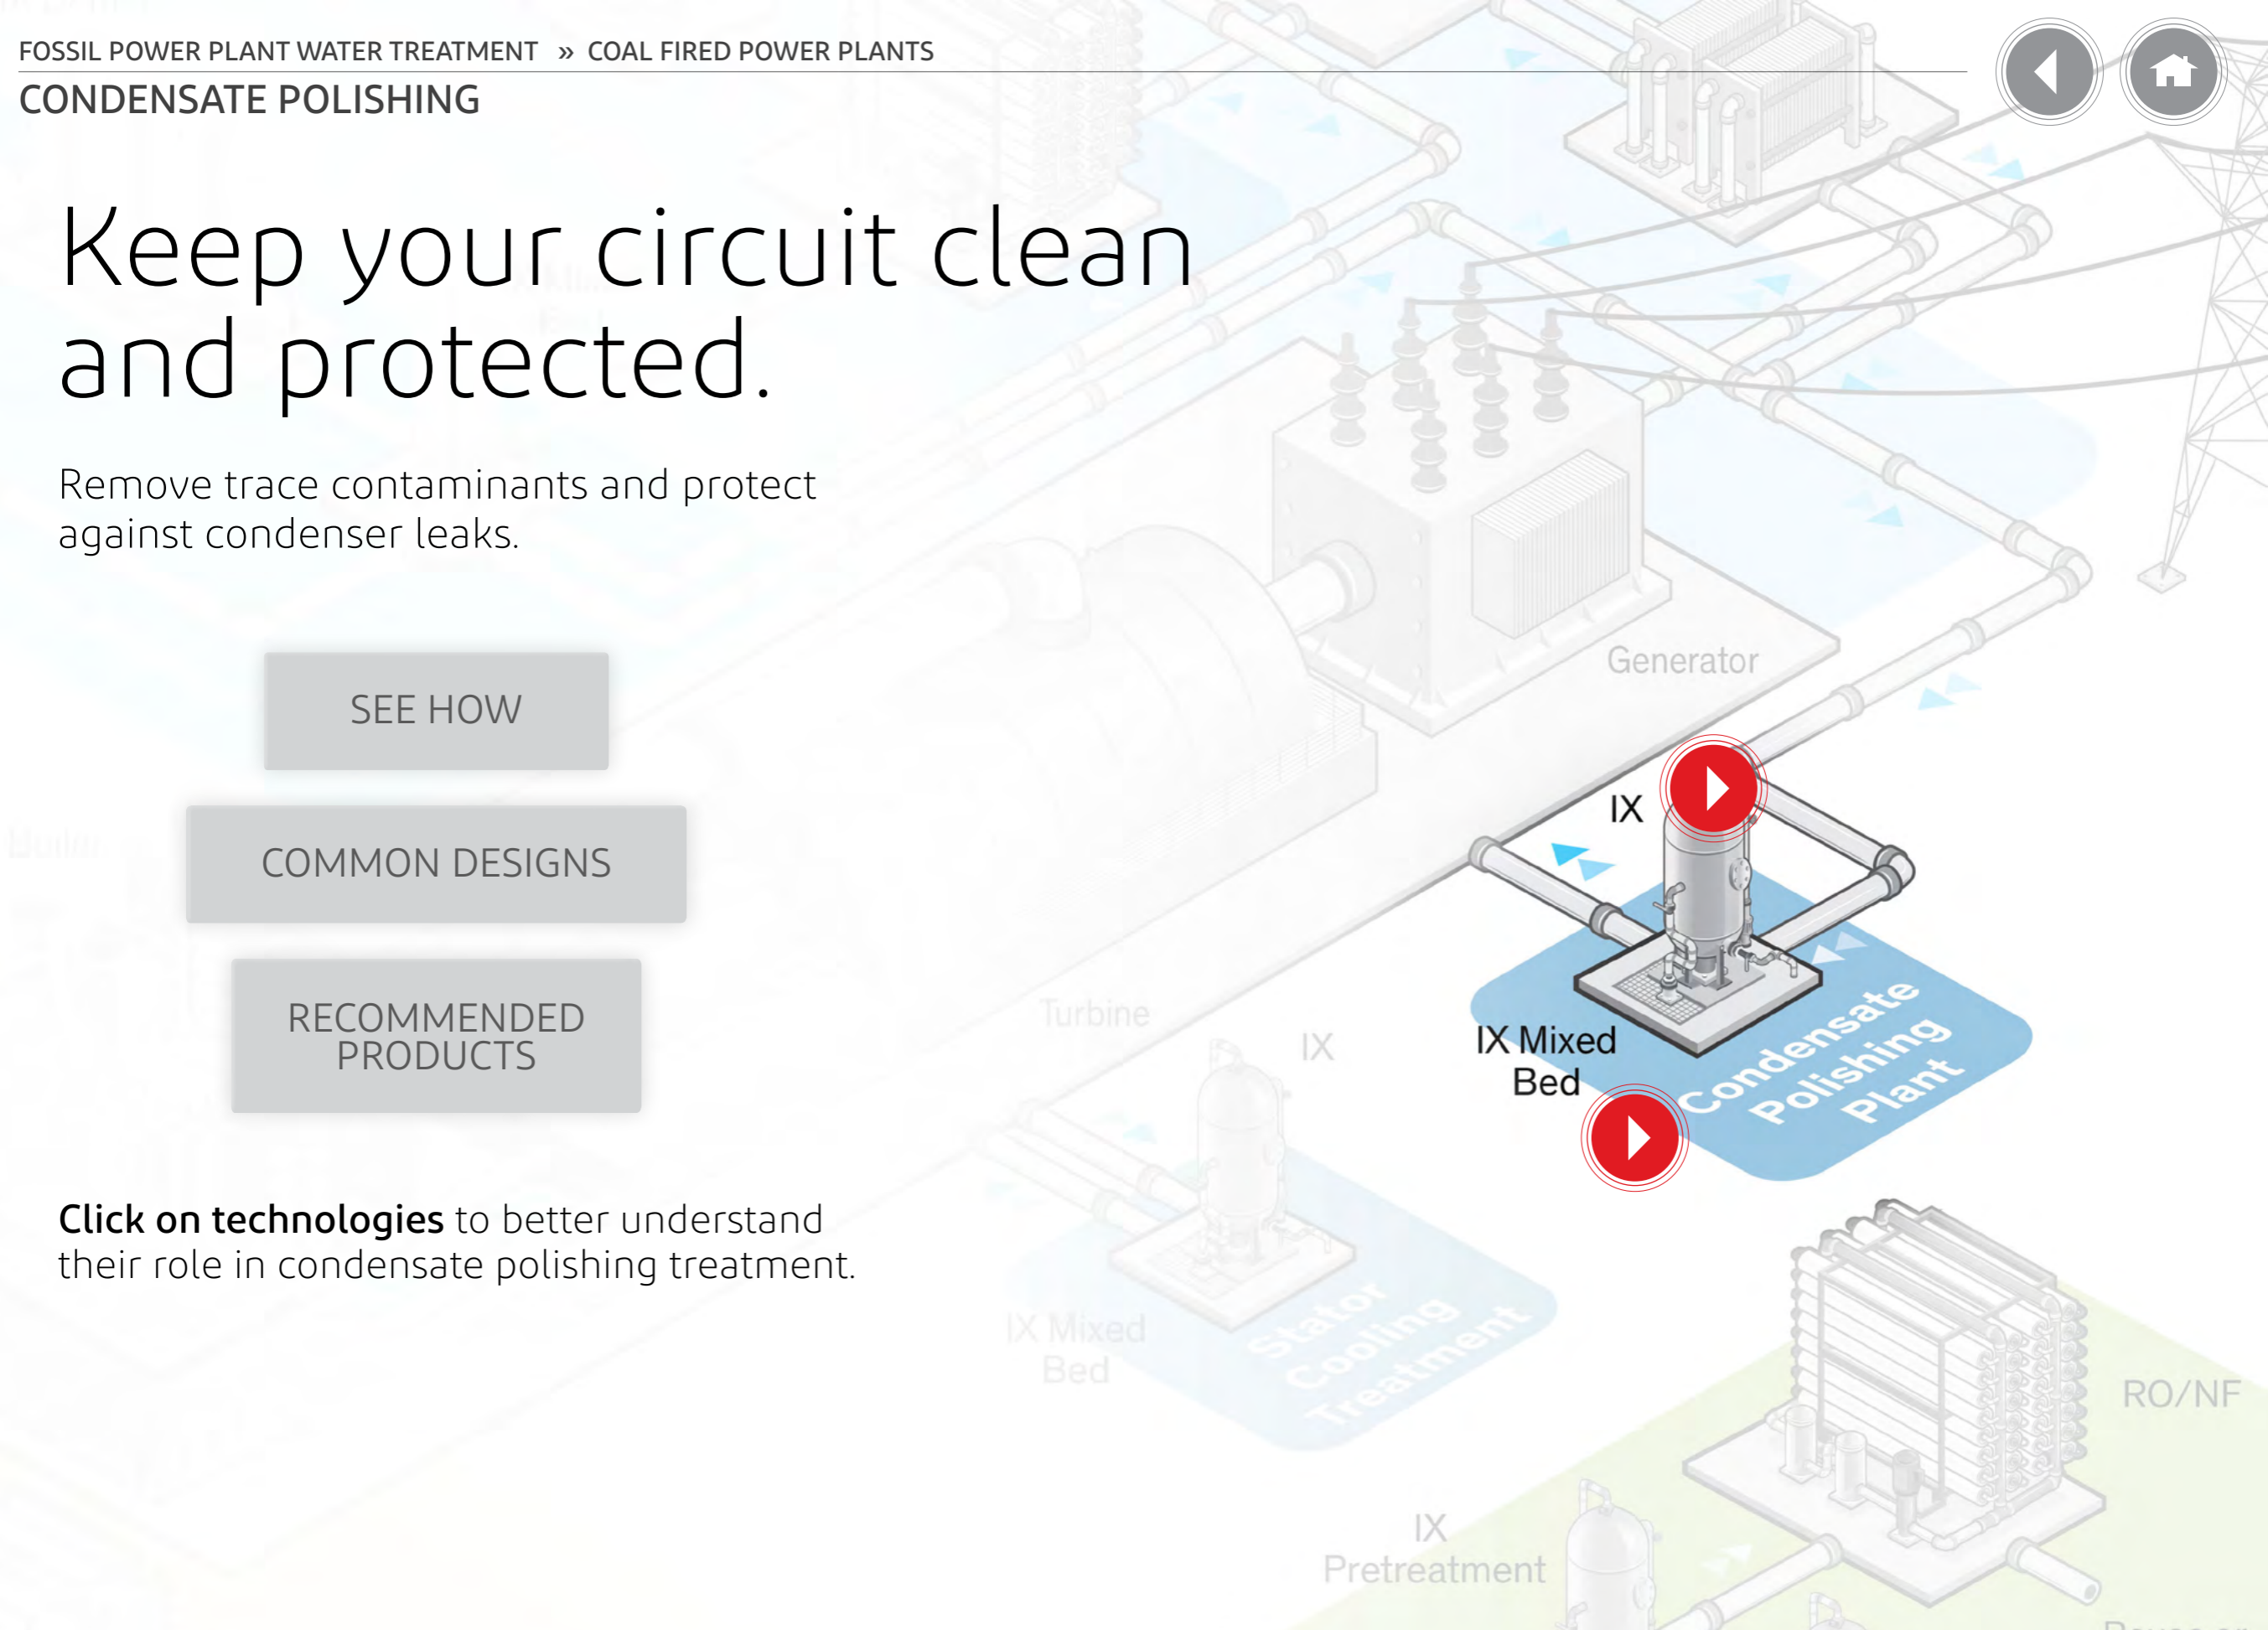 FOSSIL POWER PLANT WATER TREATMENT » COAL FIRED POWER PLANTS
CONDENSATE POLISHING
Keep your circuit clean
and protected.
Remove trace contaminants and protect
against condenser leaks.
SEE HOW
COMMON DESIGNS
RECOMMENDED
PRODUCTS
Click on technologies to better understand
their role in condensate polishing treatment.
Generator
IX
IX Mixed
Bed
Condensate
Polishing
Plant
Boiler
Turbine
IX
IX Mixed
Bed
Stator
Cooling
Treatment
RO/NF
IX
Pretreatment